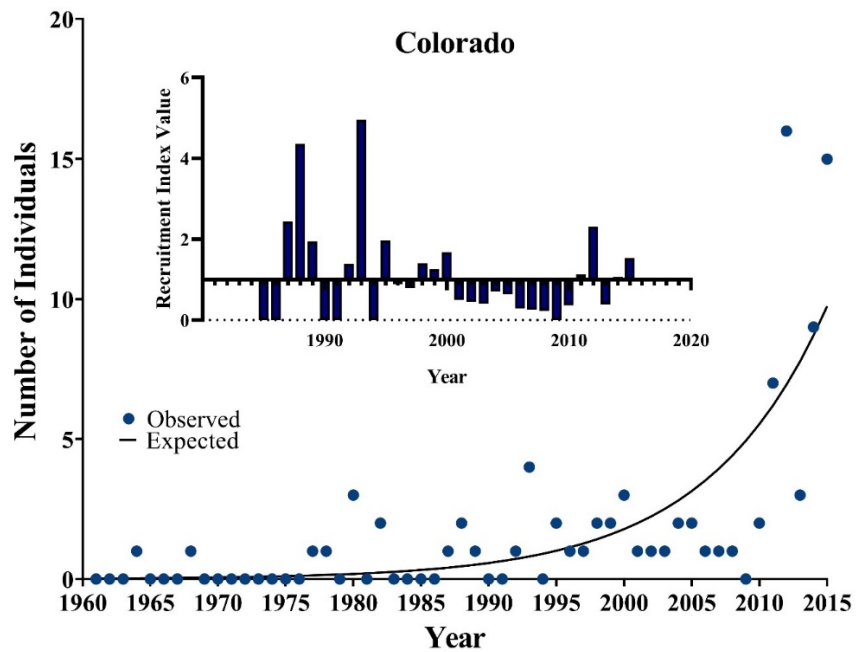 Colorado
20
15
10
5
0
Number of Individuals
6
4
2
0
Recruitment Index Value
1990 2000 2010 2020
Year
Observed
Expected
1960 1965 1970 1975 1980 1985 1990 1995 2000 2005 2010 2015
Year